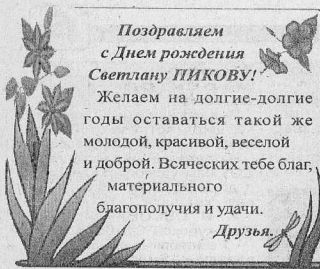 Поздравляем
с Днем рождения
Светлану ПИКОВУ!
Желаем на долгие-долгие
годы оставаться такой же
молодой, красивой, веселой
и доброй. Всяческих тебе благ,
материального
благополучия и удачи.
Друзья.